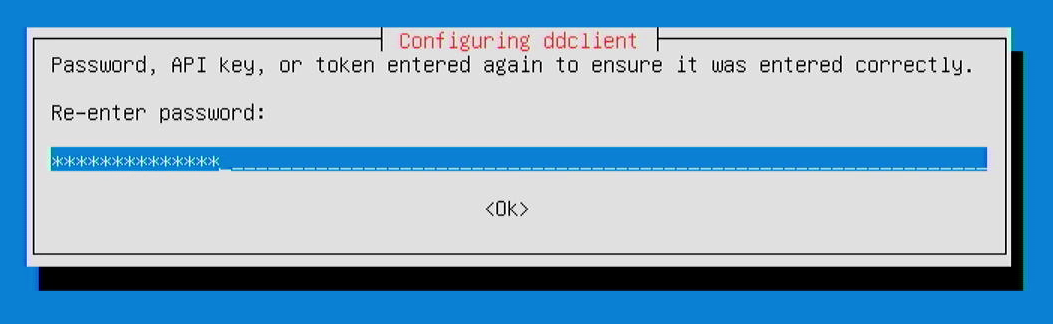 Configuring ddclient
Password, API key, or token entered again to ensure it was entered correctly.
Re-enter password:
**************
<Ok>